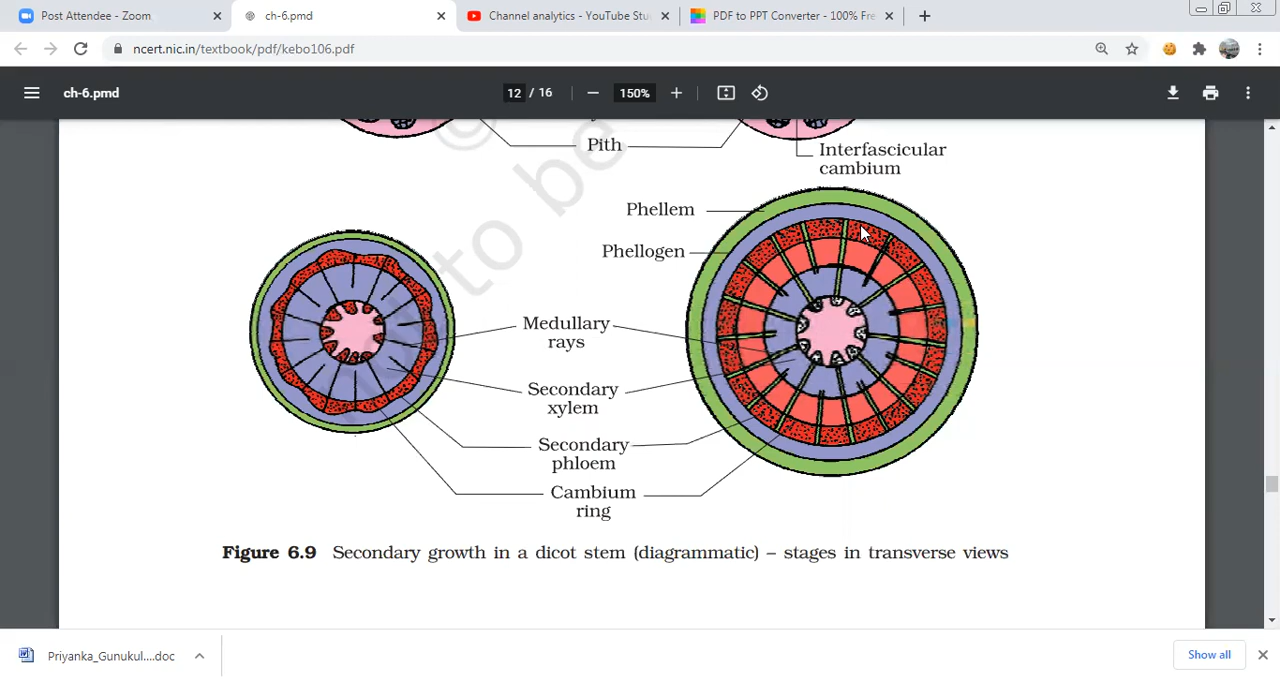 Post Attendee - Zoom
ch-6.pmd
Channel analytics - YouTube Stu
PDF to PPT Converter - 100% Fre
ncert.nic.in/textbook/pdf/kebo106.pdf
ch-6.pmd
12 / 16
150%
Pith
Interfascicular
cambium
Phellem
Phellogen
Medullary
rays
Secondary
xylem
Secondary
phloem
Cambium
ring
©
to be
Figure 6.9 Secondary growth in a dicot stem (diagrammatic) – stages in transverse views
Priyanka_Gunukul....doc
Show all